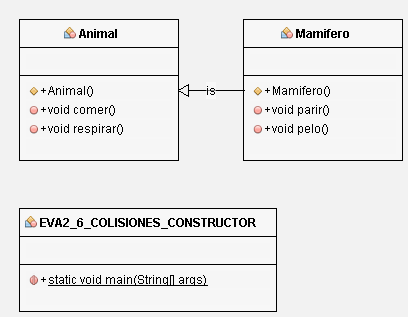 Animal
+Animal()
+void comer()
+void respirar()
is
Mamifero
+Mamifero()
+void parir()
+void pelo()
EVA2_6_COLISIONES_CONSTRUCTOR
+static void main(String[] args)